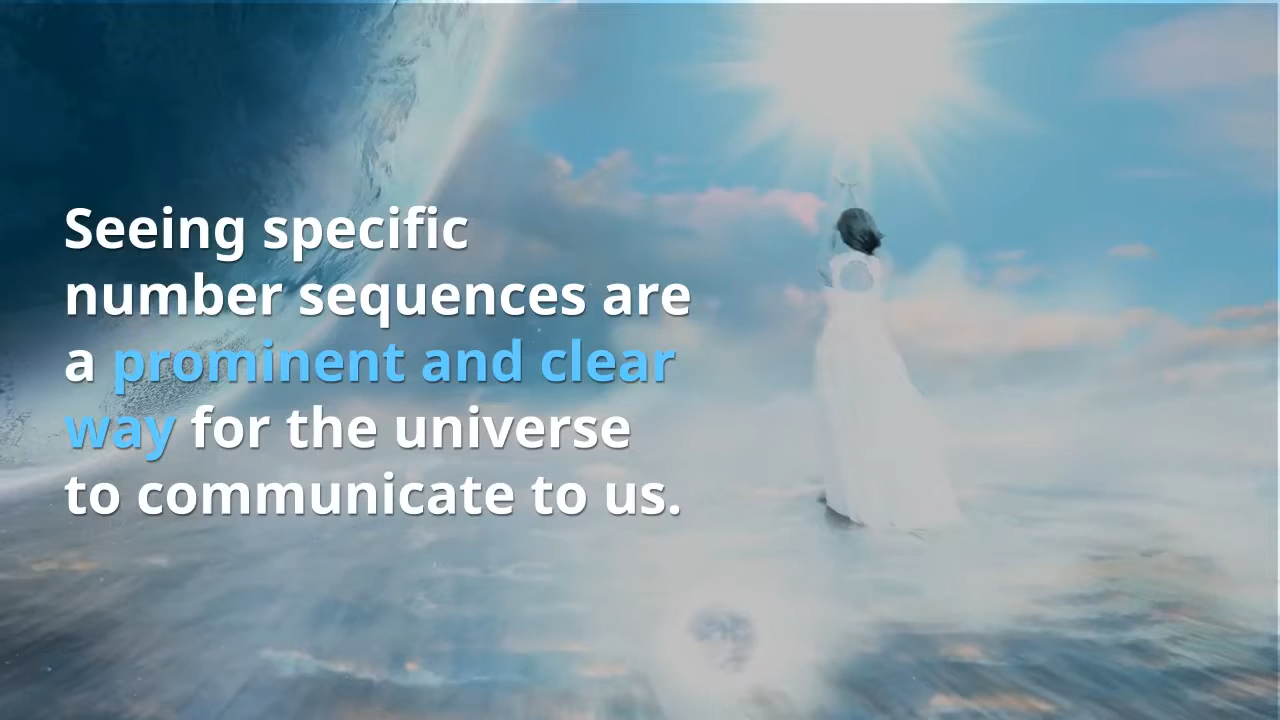 Seeing specific
number sequences are
a prominent and clear
way for the universe
to communicate to us.